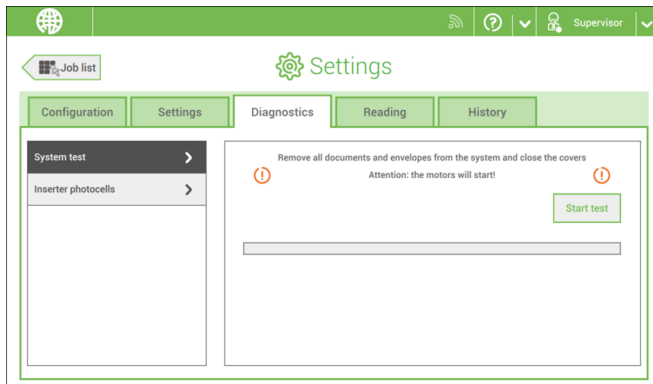 Supervisor
Job list
Settings
Configuration
Settings
Diagnostics
Reading
History
System test
Inserter photocells
Remove all documents and envelopes from the system and close the covers
Attention: the motors will start!
Start test